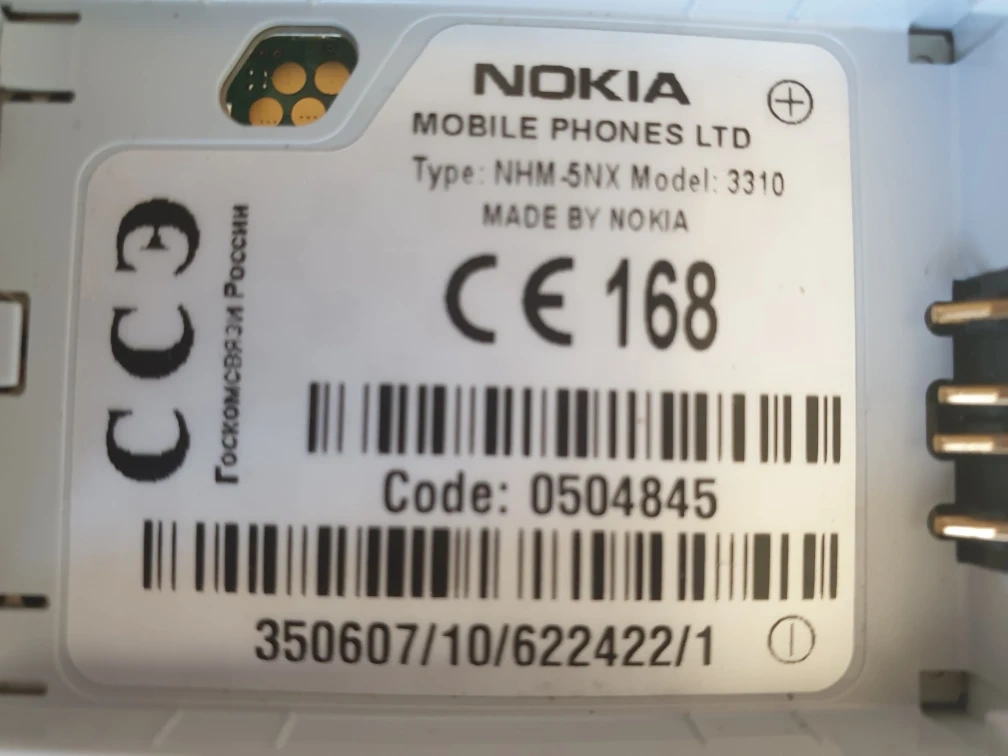 NOKIA
MOBILE PHONES LTD
Type: NHM-5NX Model: 3310
MADE BY NOKIA
CE 168
ССЭ
Госкомсвязи России
Code: 0504845
350607/10/622422/1